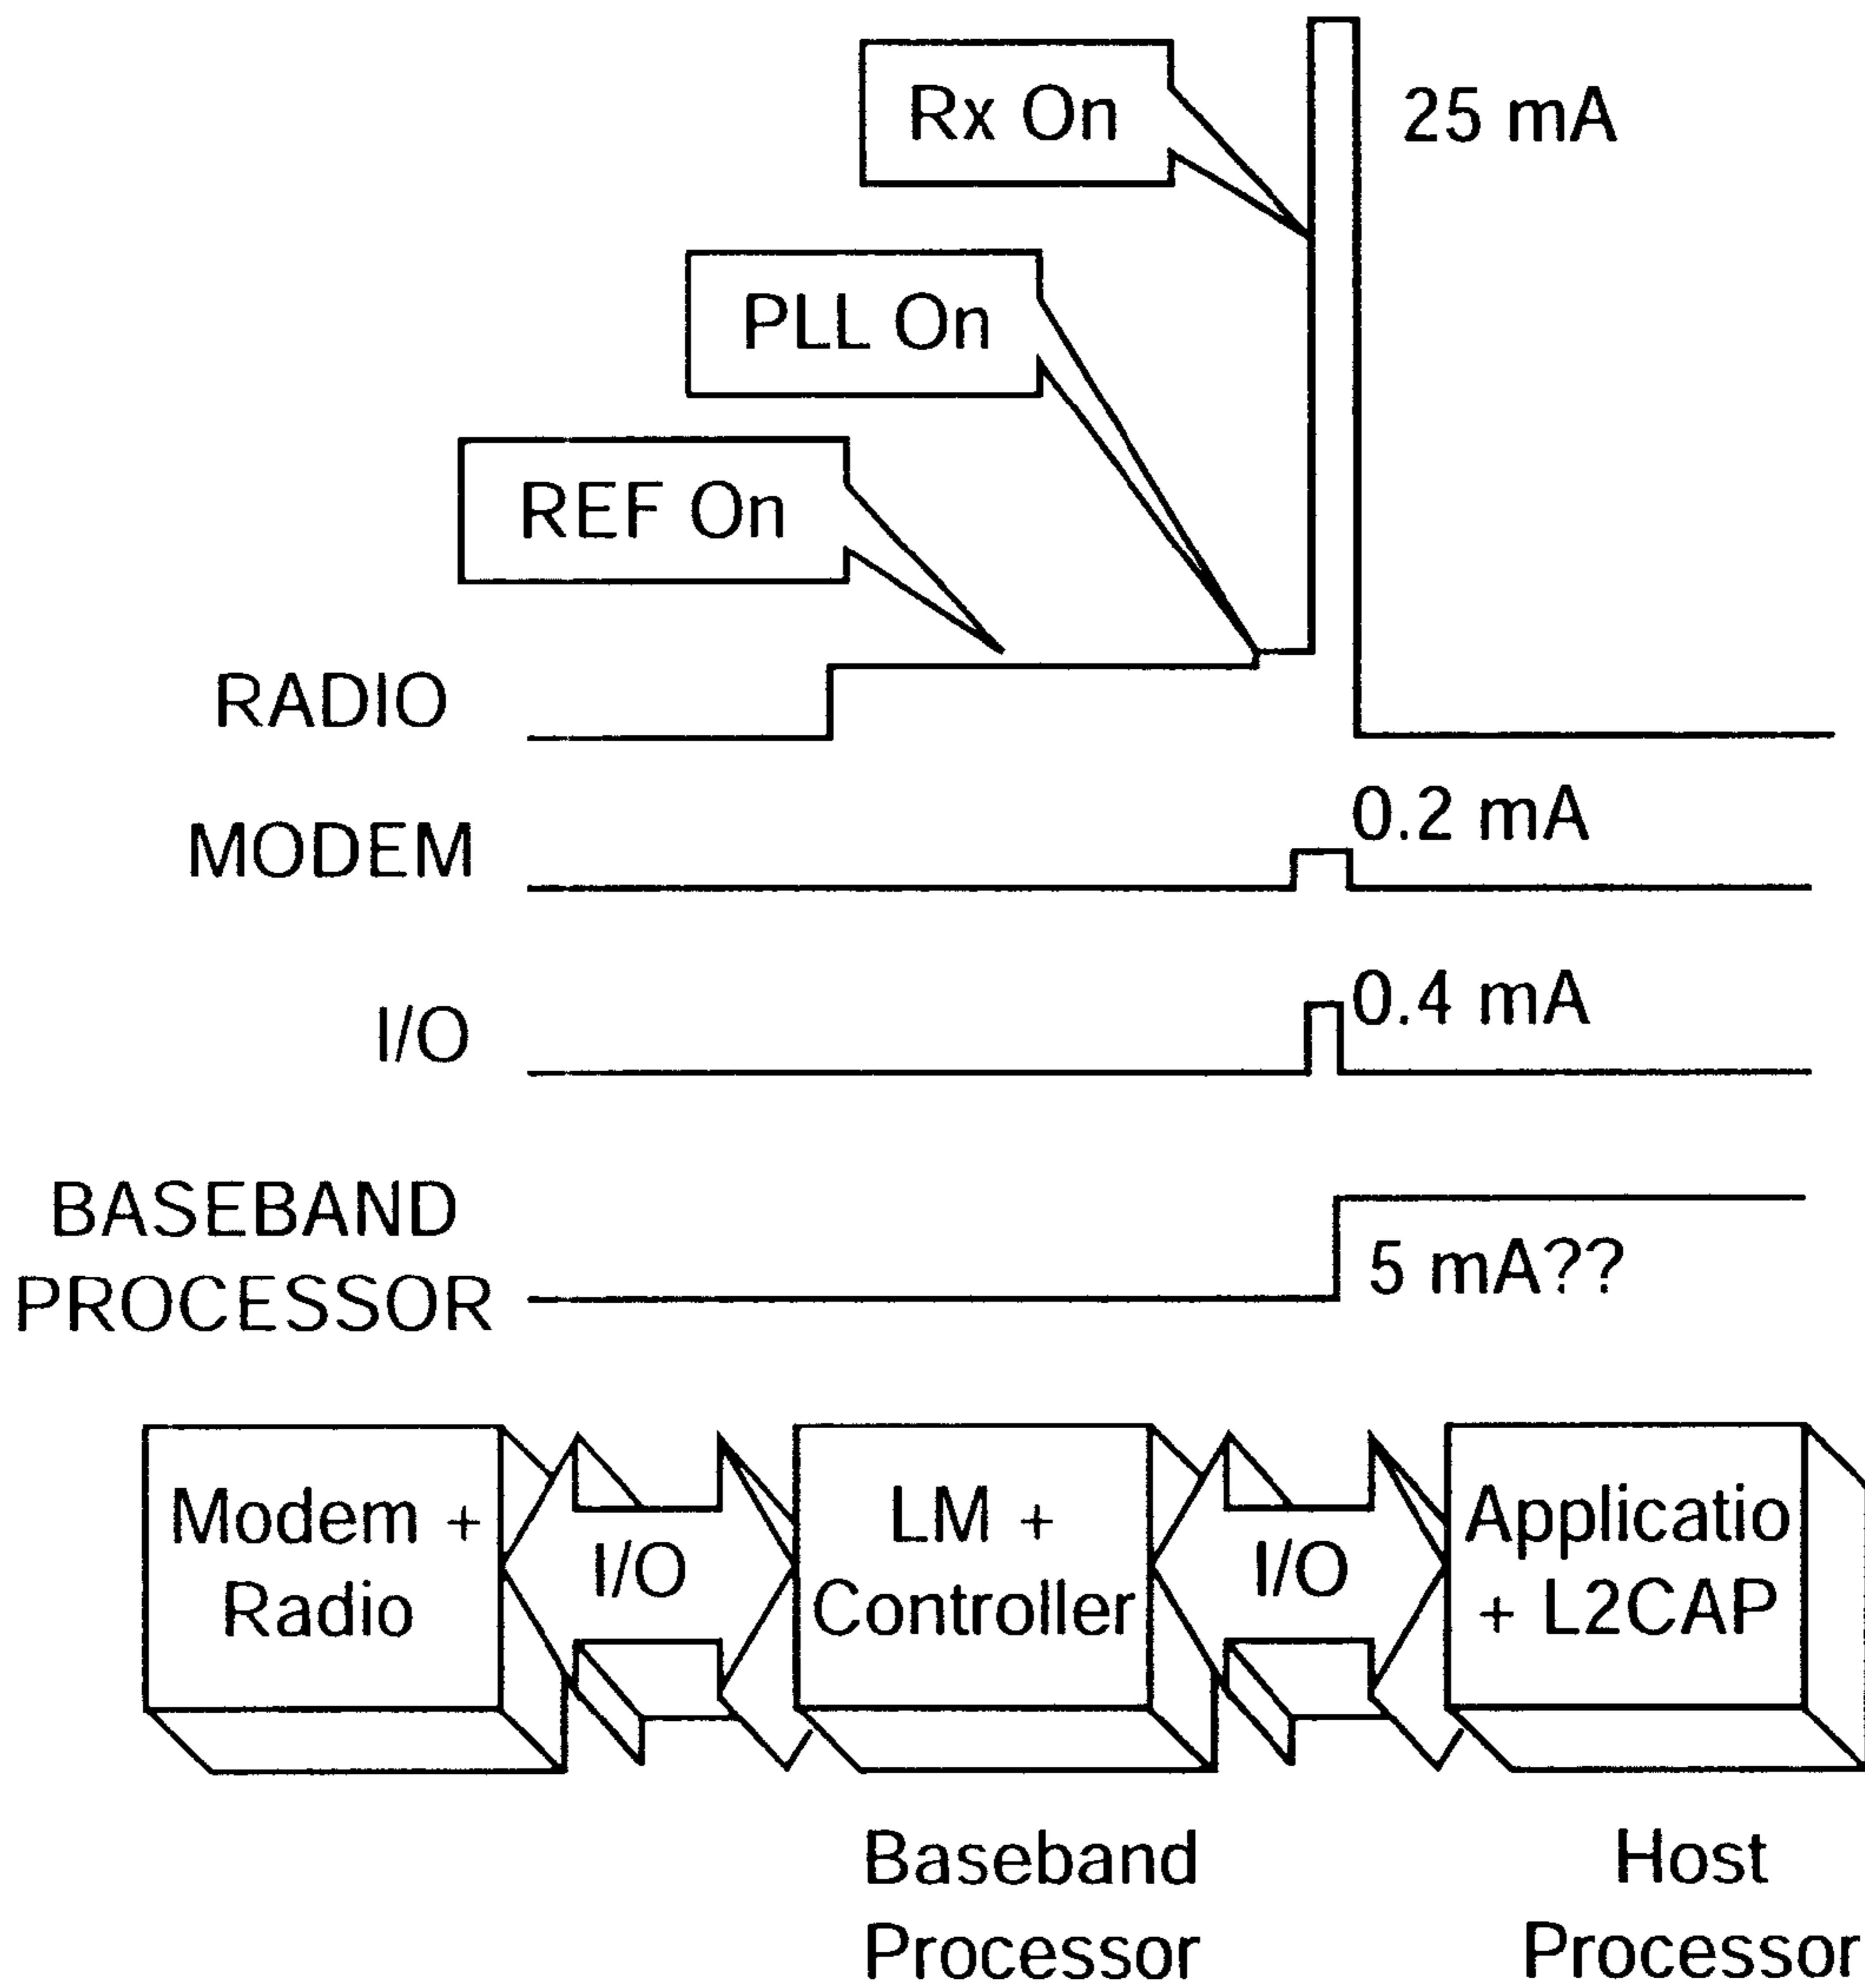 Rx On
25 mA
PLL On
REF On
RADIO
MODEM
0.2 mA
I/O
0.4 mA
BASEBAND
PROCESSOR
5 mA??
Modem +
Radio
I/O
LM +
Controller
I/O
Applicatio
+ L2CAP
Baseband
Processor
Host
Processor